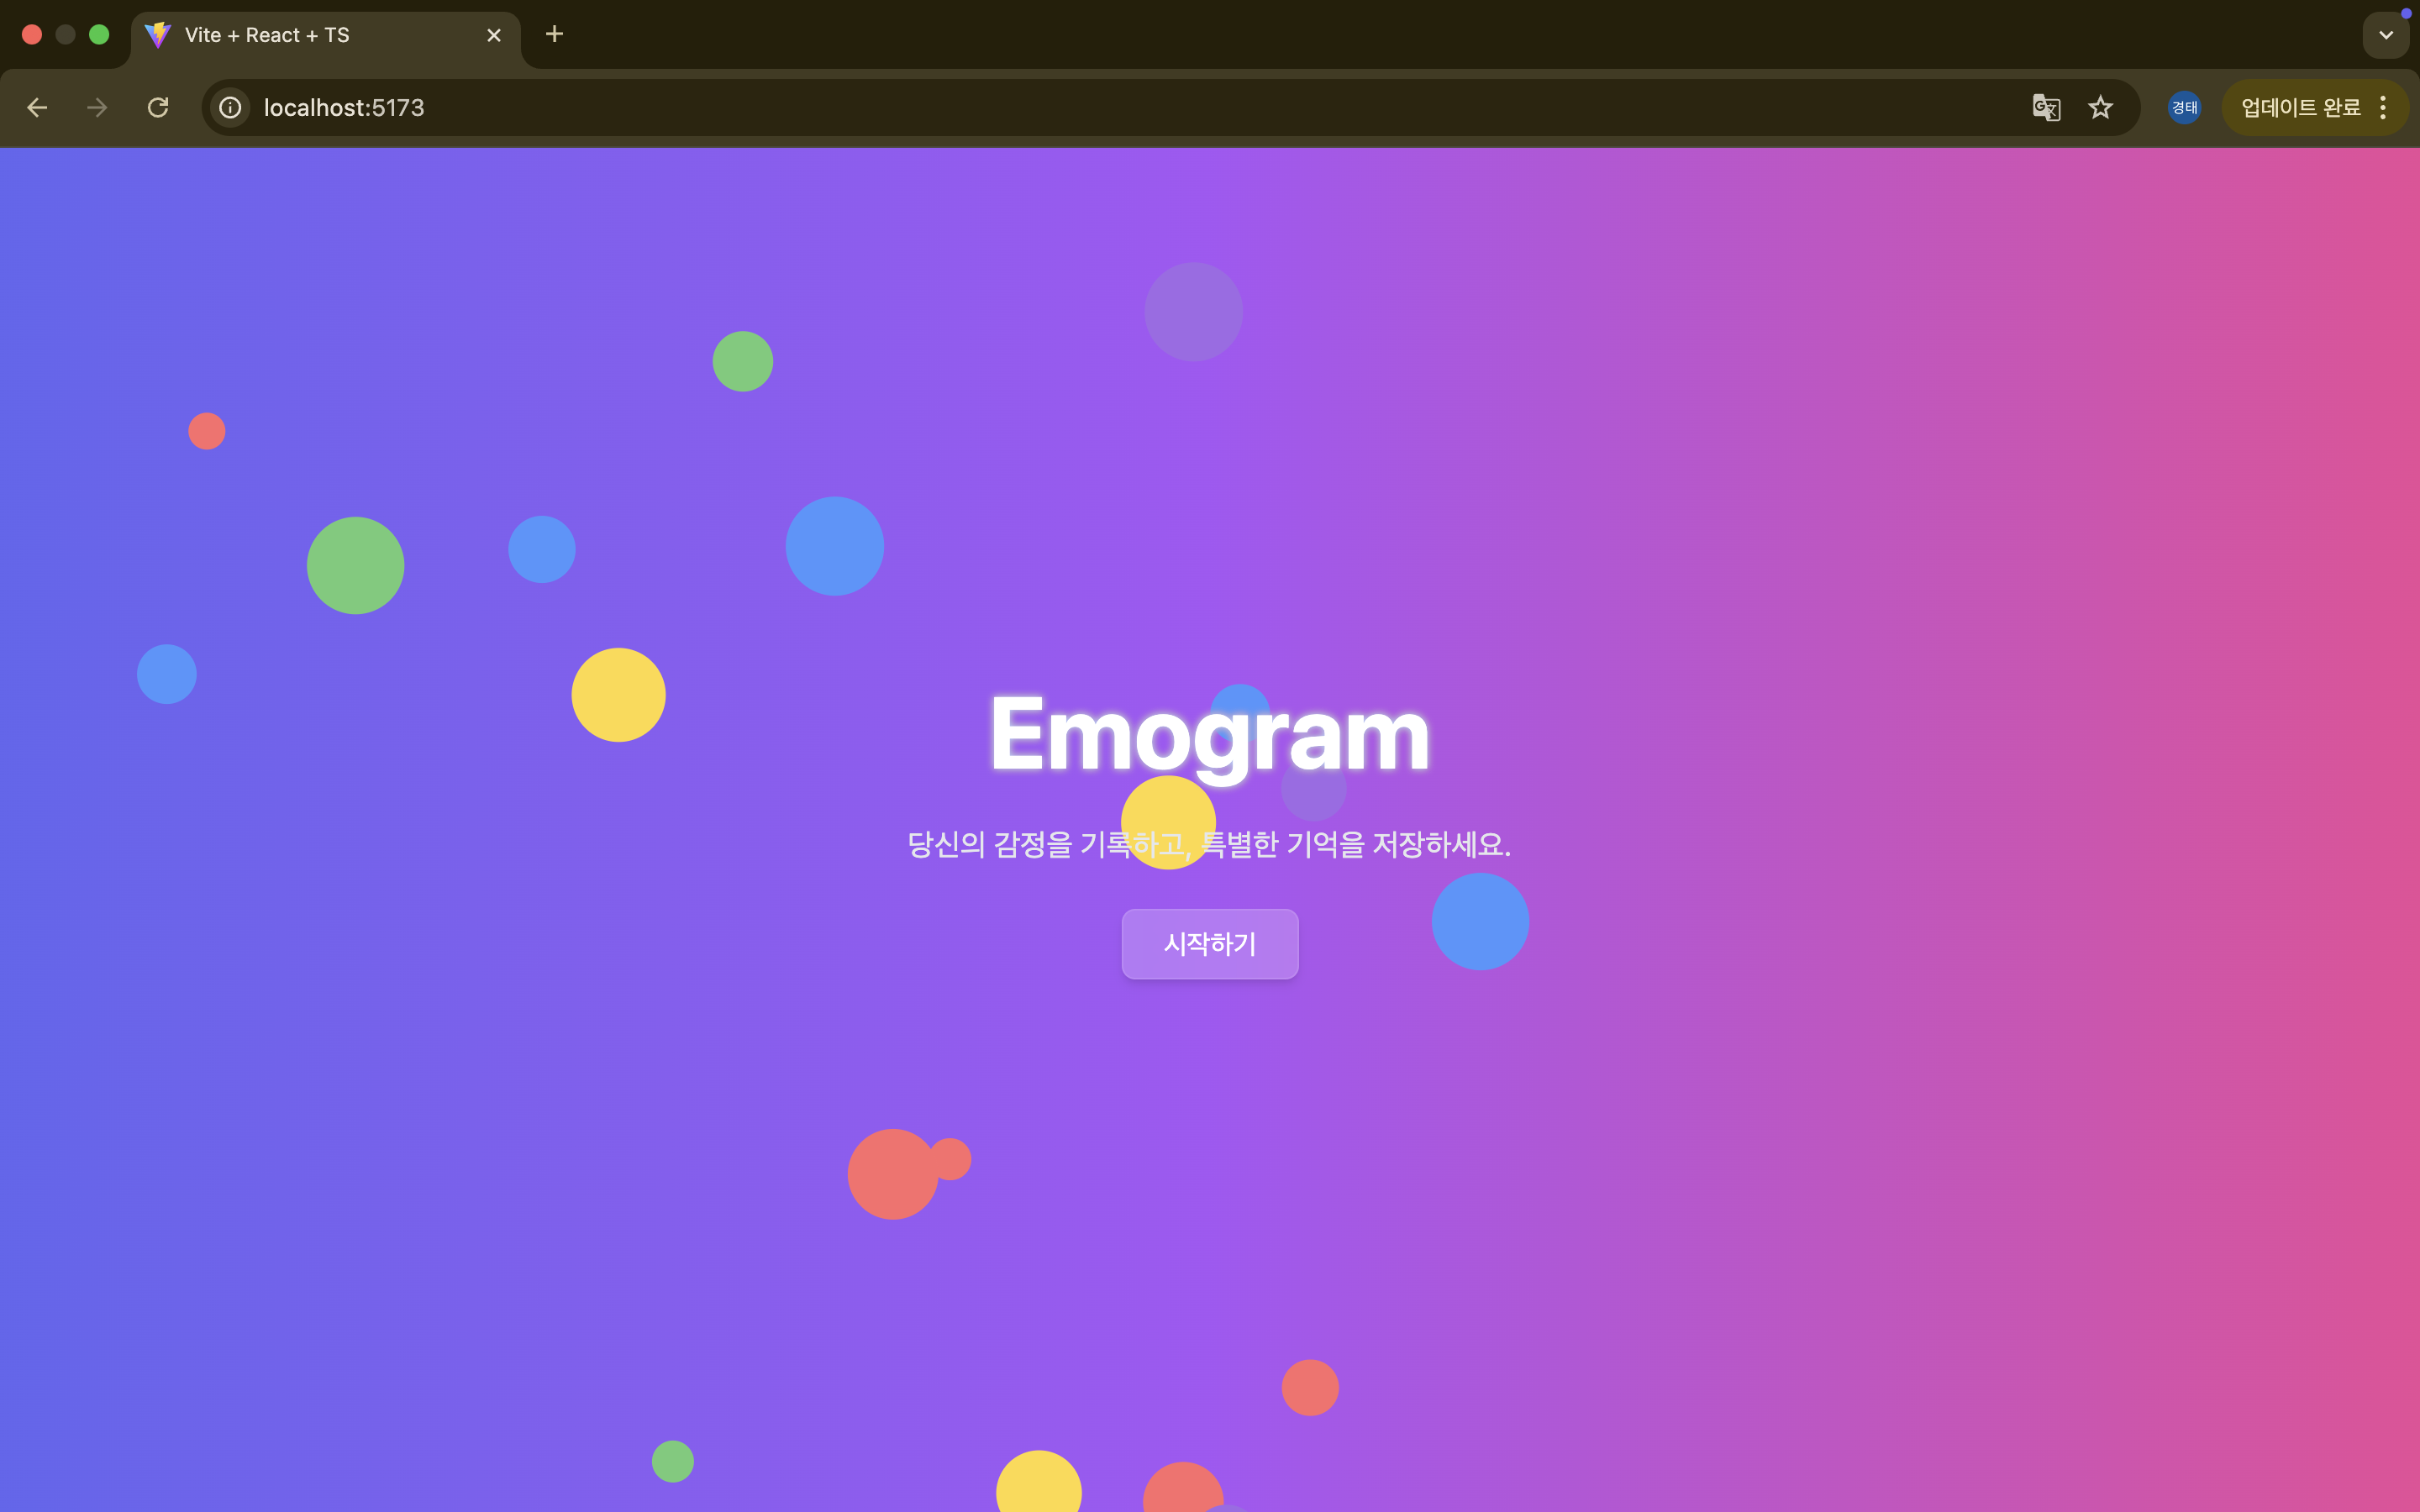 Vite + React + TS
localhost:5173
경태
업데이트 완료
Emogram
당신의 감정을 기록하고, 특별한 기억을 저장하세요.
시작하기